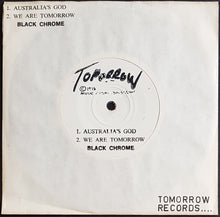 1. AUSTRALIA'S GOD
2. WE ARE TOMORROW
BLACK CHROME
TOMORROW
©1978
1. AUSTRALIA'S GOD
2. WE ARE TOMORROW
BLACK CHROME
TOMORROW
RECORDS....